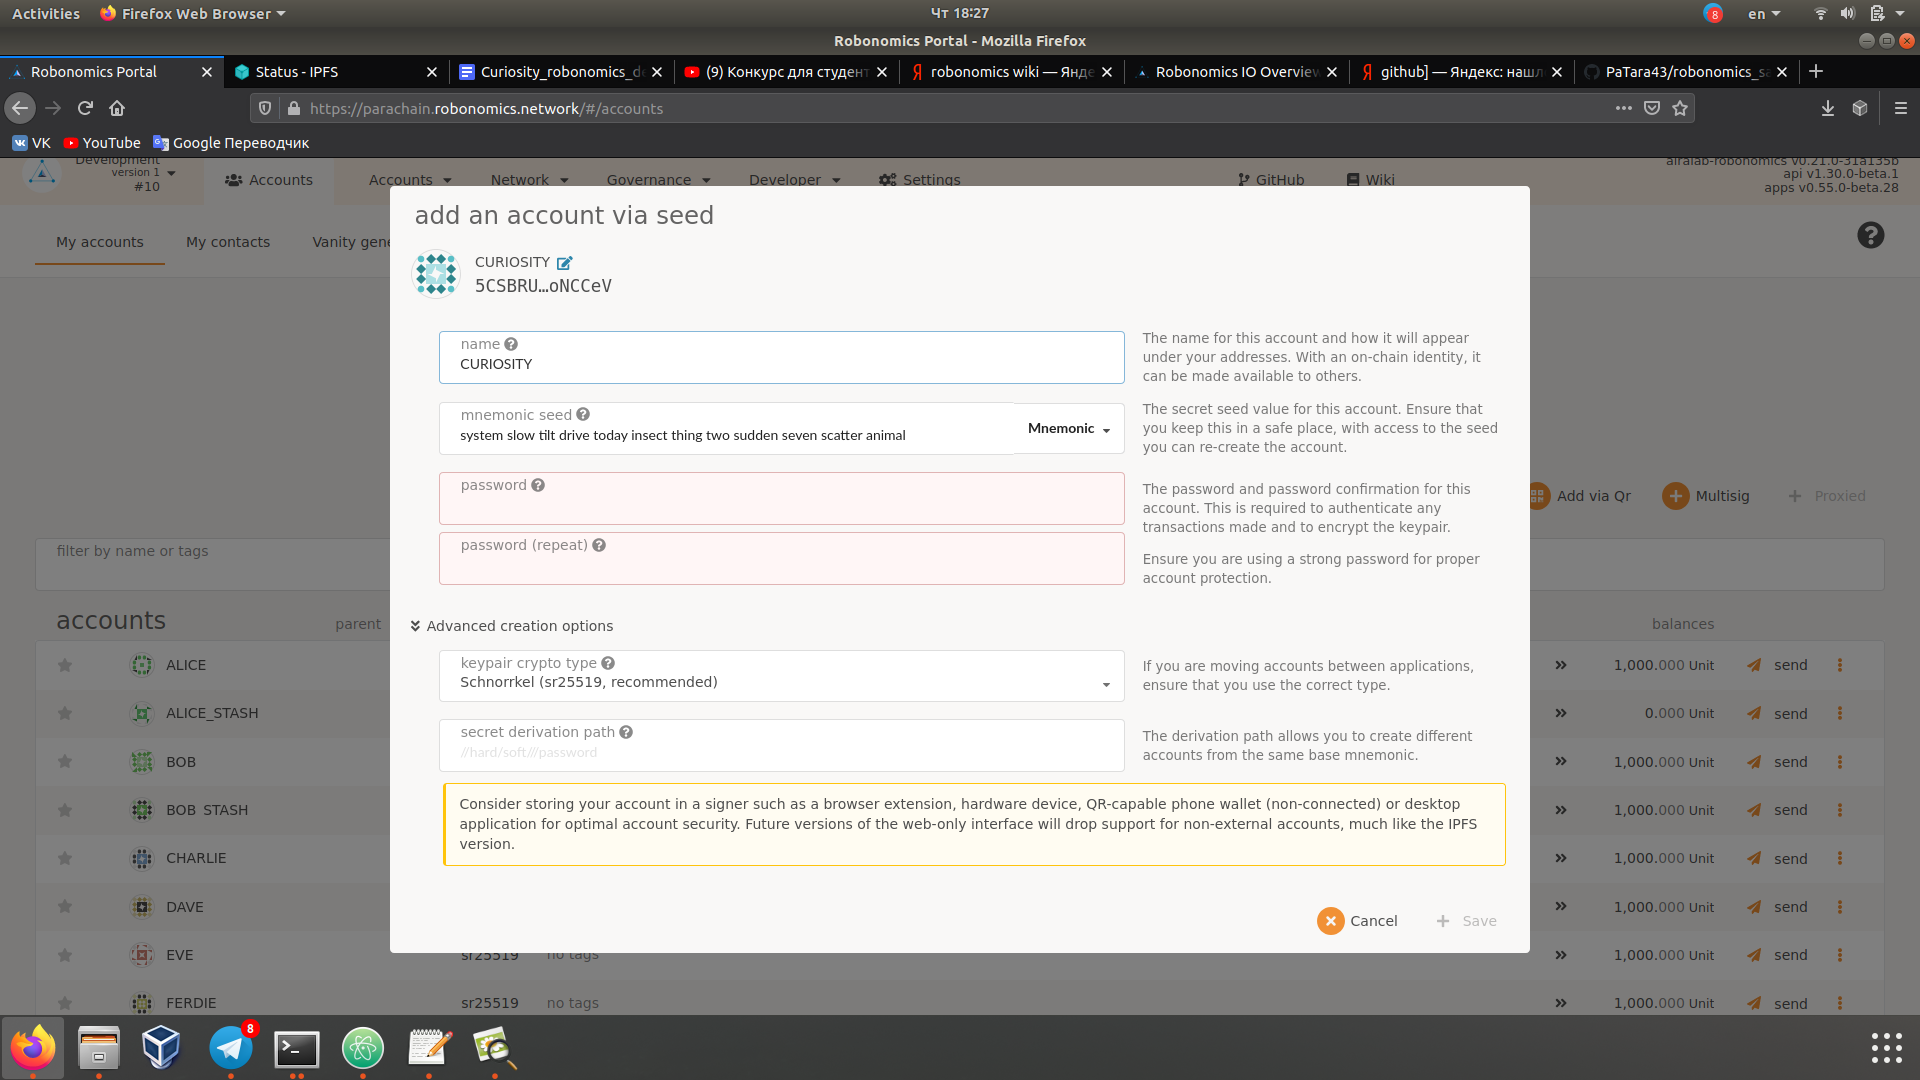 Activities Firefox Web Browser Чт 18:27 8 en
Robonomics Portal - Mozilla Firefox
Robonomics Portal Status - IPFS Curiosity_robonomics_d (9) Конкурс для студент robonomics wiki — Янде Robonomics IO Overview github] — Яндекс: нашл PaTara43/robonomics_sa
https://parachain.robonomics.network/#/accounts
VK YouTube Google Переводчик
Development
version 1
#10
Accounts Accounts Network Governance Developer Settings GitHub Wiki
airalab-robonomics v0.21.0-31a135b
api v1.30.0-beta.1
apps v0.55.0-beta.28
My accounts My contacts Vanity gene
add an account via seed
CURIOSITY
5CSBRU…oNCCeV
name
CURIOSITY
The name for this account and how it will appear
under your addresses. With an on-chain identity, it
can be made available to others.
mnemonic seed
system slow tilt drive today insect thing two sudden seven scatter animal
Mnemonic
The secret seed value for this account. Ensure that
you keep this in a safe place, with access to the seed
you can re-create the account.
password
password (repeat)
The password and password confirmation for this
account. This is required to authenticate any
transactions made and to encrypt the keypair.
Ensure you are using a strong password for proper
account protection.
Add via Qr Multisig Proxied
filter by name or tags
Advanced creation options
keypair crypto type
Schnorrkel (sr25519, recommended)
If you are moving accounts between applications,
ensure that you use the correct type.
secret derivation path
//hard/soft///password
The derivation path allows you to create different
accounts from the same base mnemonic.
Consider storing your account in a signer such as a browser extension, hardware device, QR-capable phone wallet (non-connected) or desktop
application for optimal account security. Future versions of the web-only interface will drop support for non-external accounts, much like the IPFS
version.
Cancel Save
accounts parent balances
ALICE 1,000.000 Unit send
ALICE_STASH 0.000 Unit send
BOB 1,000.000 Unit send
BOB STASH 1,000.000 Unit send
CHARLIE 1,000.000 Unit send
DAVE 1,000.000 Unit send
EVE sr25519 no tags 1,000.000 Unit send
FERDIE sr25519 no tags 1,000.000 Unit send
8